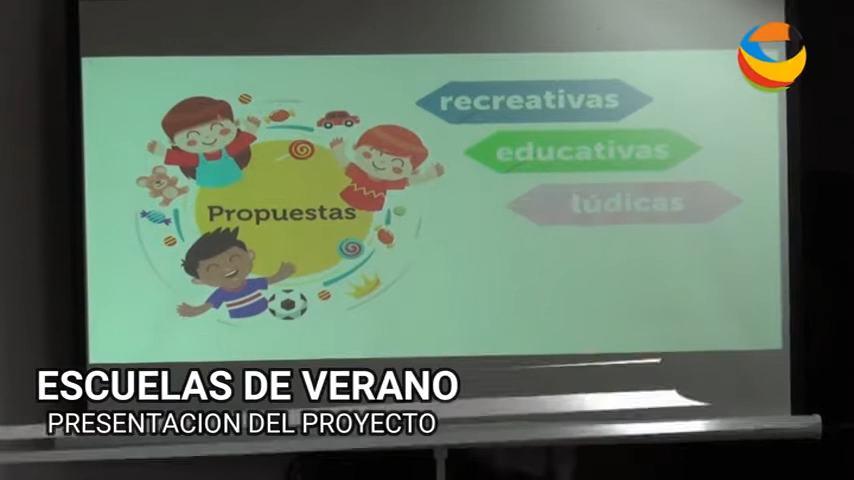 recreativas
educativas
lúdicas
Propuestas
ESCUELAS DE VERANO
PRESENTACION DEL PROYECTO